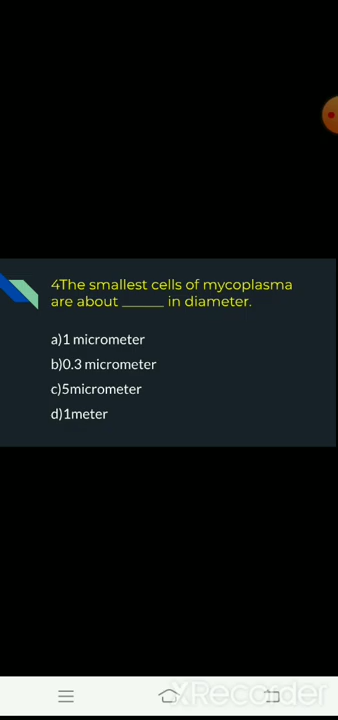 4The smallest cells of mycoplasma
are about ______ in diameter.
a)1 micrometer
b)0.3 micrometer
c)5micrometer
d)1meter
XRecorder